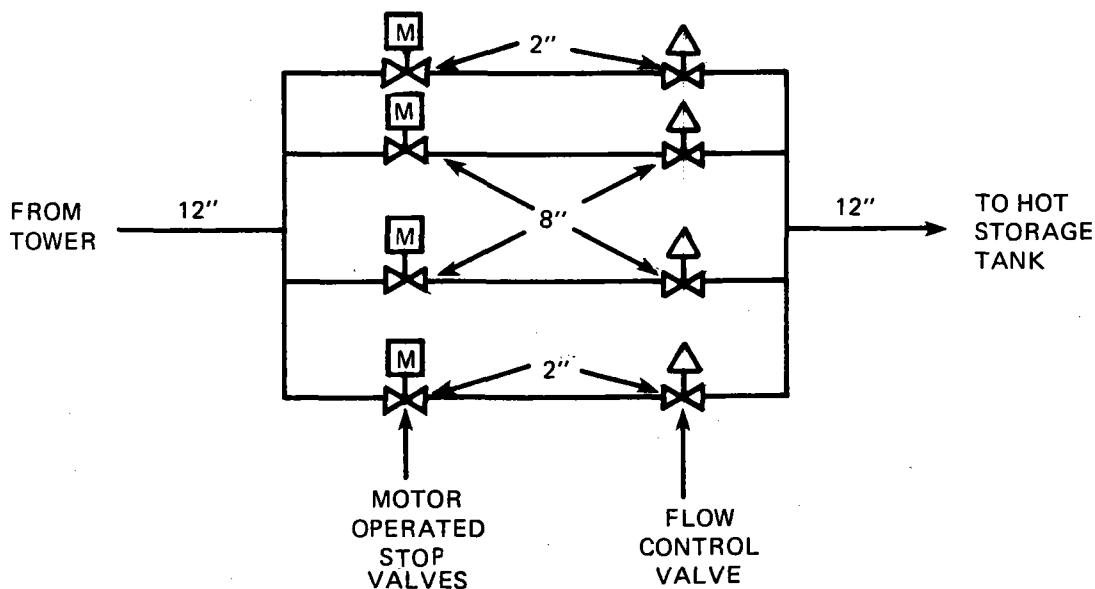 M
2"
M
8"
FROM
TOWER
12"
12"
TO HOT
STORAGE
TANK
M
M
2"
MOTOR
OPERATED
STOP
VALVES
FLOW
CONTROL
VALVE